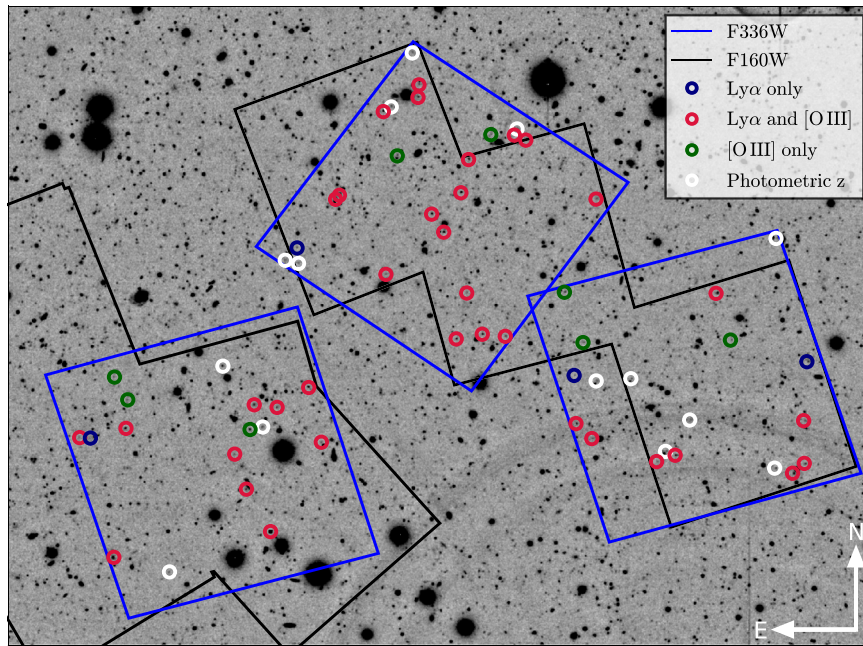 F336W
F160W
Lyα only
Lyα and [O III]
[O III] only
Photometric z
N
E